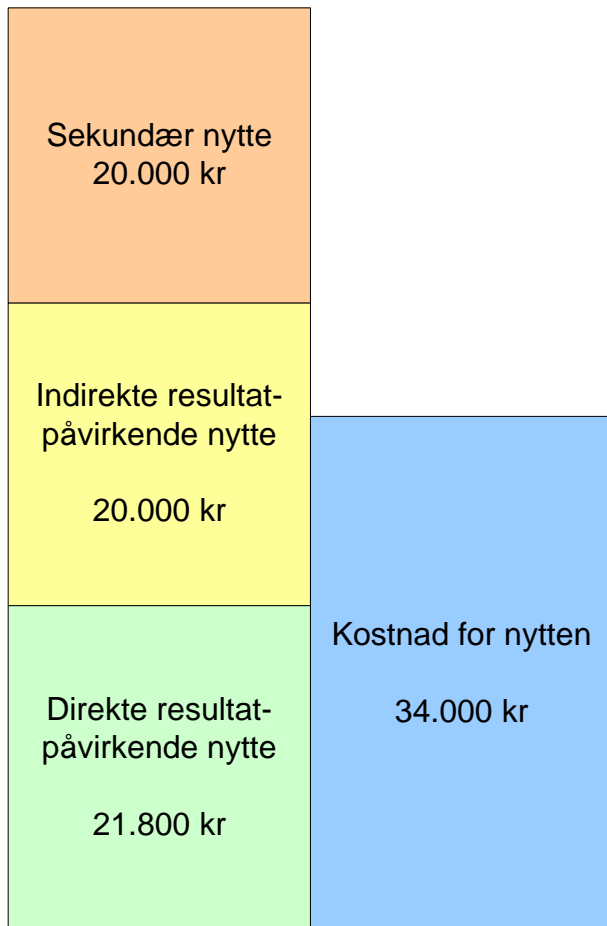 Sekundær nytte
20.000 kr
Indirekte resultat-
påvirkende nytte
20.000 kr
Kostnad for nytten
34.000 kr
Direkte resultat-
påvirkende nytte
21.800 kr